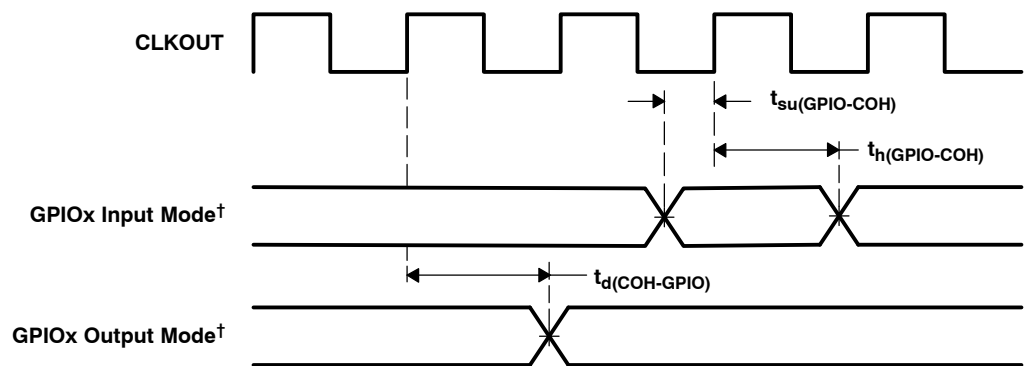 CLKOUT
tsu(GPIO-COH)
th(GPIO-COH)
GPIOx Input Mode†
td(COH-GPIO)
GPIOx Output Mode†